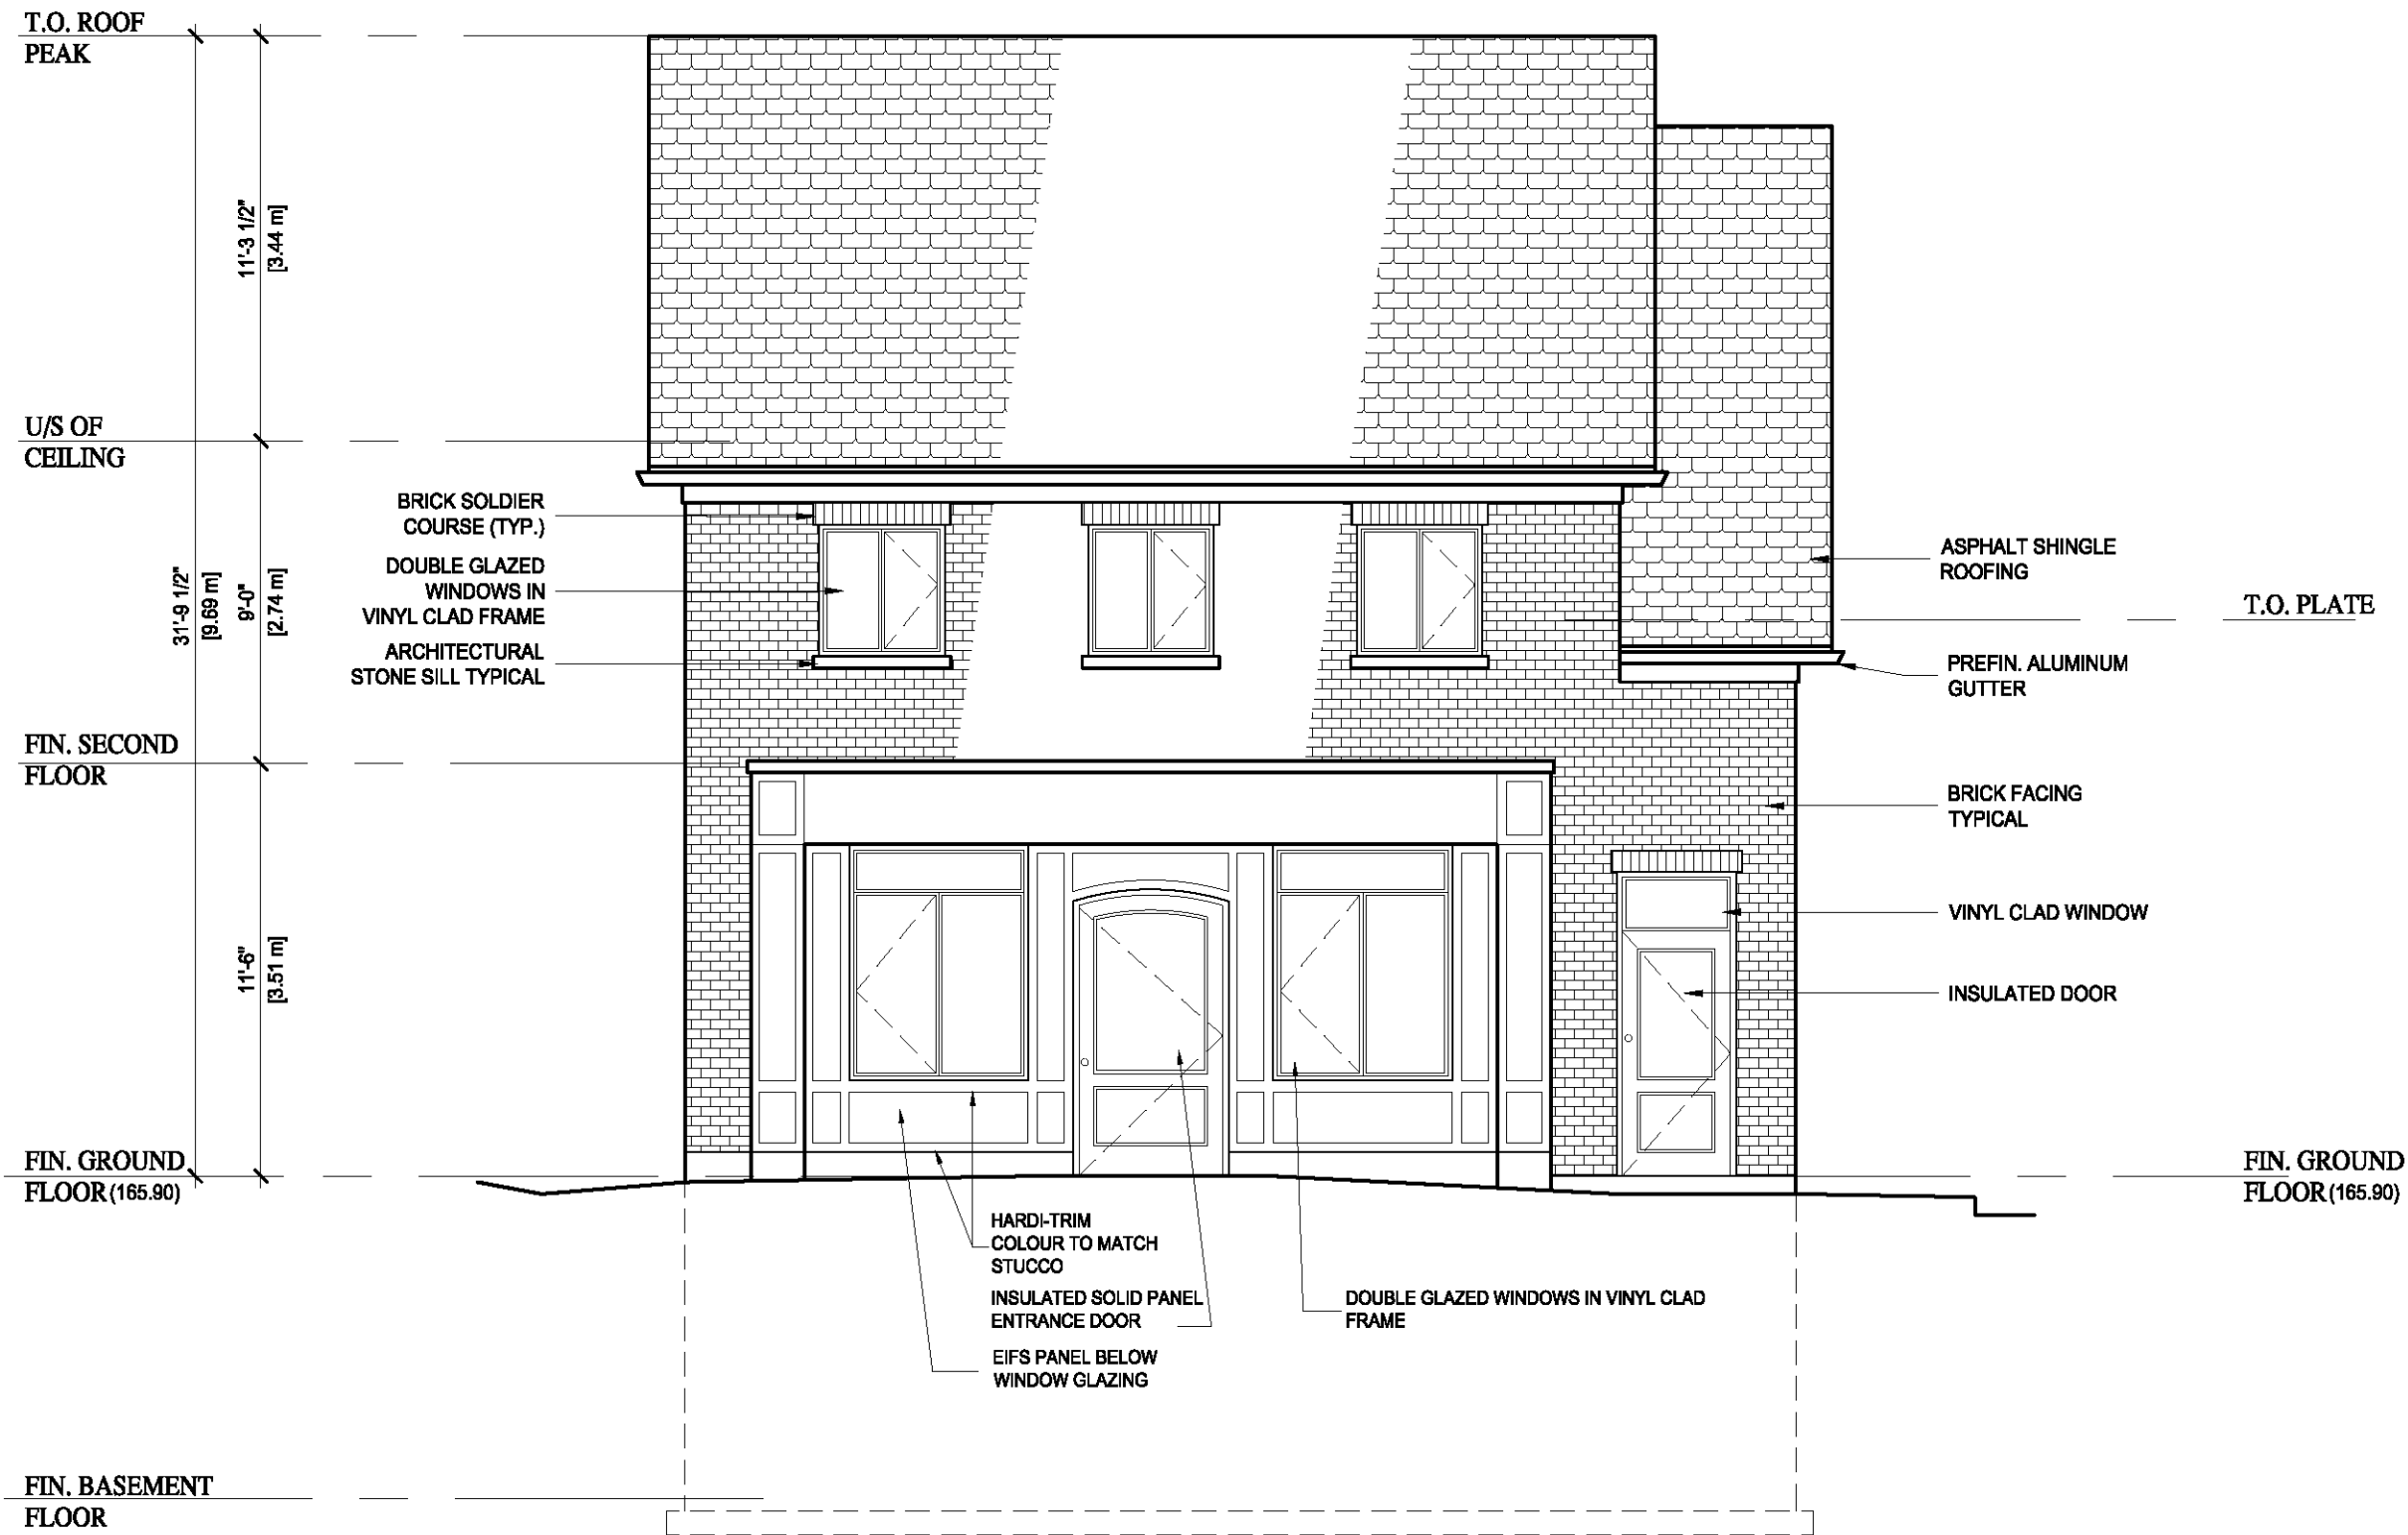 T.O. ROOF
PEAK
11'-3 1/2"
[3.44 m]
U/S OF
CEILING
31'-9 1/2"
[9.69 m]
9'-0"
[2.74 m]
FIN. SECOND
FLOOR
11'-6"
[3.51 m]
FIN. GROUND
FLOOR (165.90)
FIN. BASEMENT
FLOOR
BRICK SOLDIER
COURSE (TYP.)
DOUBLE GLAZED
WINDOWS IN
VINYL CLAD FRAME
ARCHITECTURAL
STONE SILL TYPICAL
HARDI-TRIM
COLOUR TO MATCH
STUCCO
INSULATED SOLID PANEL
ENTRANCE DOOR
EIFS PANEL BELOW
WINDOW GLAZING
DOUBLE GLAZED WINDOWS IN VINYL CLAD
FRAME
ASPHALT SHINGLE
ROOFING
T.O. PLATE
PREFIN. ALUMINUM
GUTTER
BRICK FACING
TYPICAL
VINYL CLAD WINDOW
INSULATED DOOR
FIN. GROUND
FLOOR (165.90)